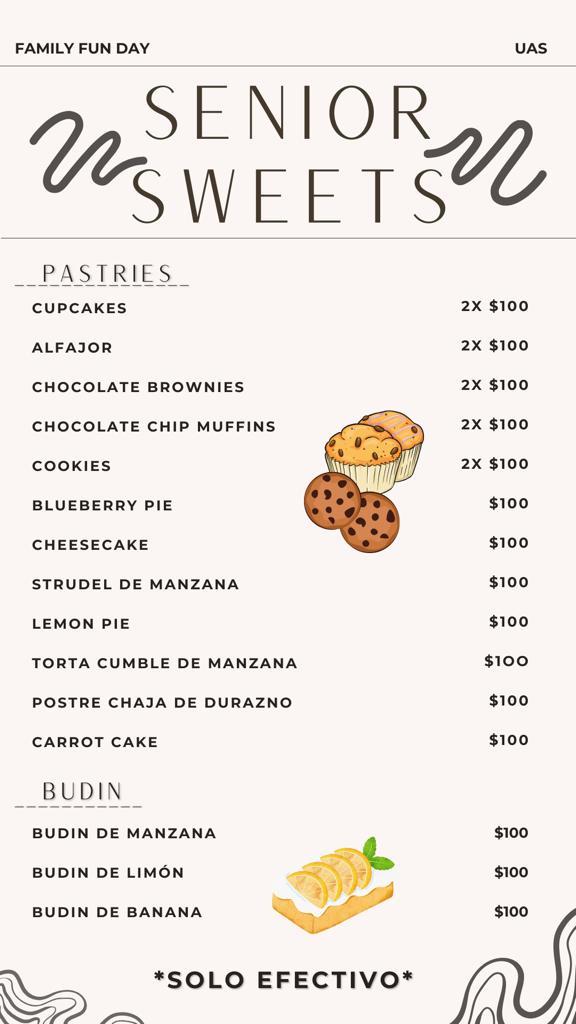 FAMILY FUN DAY UAS
SENIOR
SWEETS
PASTRIES
CUPCAKES 2X $100
ALFAJOR 2X $100
CHOCOLATE BROWNIES 2X $100
CHOCOLATE CHIP MUFFINS 2X $100
COOKIES 2X $100
BLUEBERRY PIE $100
CHEESECAKE $100
STRUDEL DE MANZANA $100
LEMON PIE $100
TORTA CUMBLE DE MANZANA $1OO
POSTRE CHAJA DE DURAZNO $100
CARROT CAKE $100
BUDIN
BUDIN DE MANZANA $100
BUDIN DE LIMÓN $100
BUDIN DE BANANA $100
*SOLO EFECTIVO*